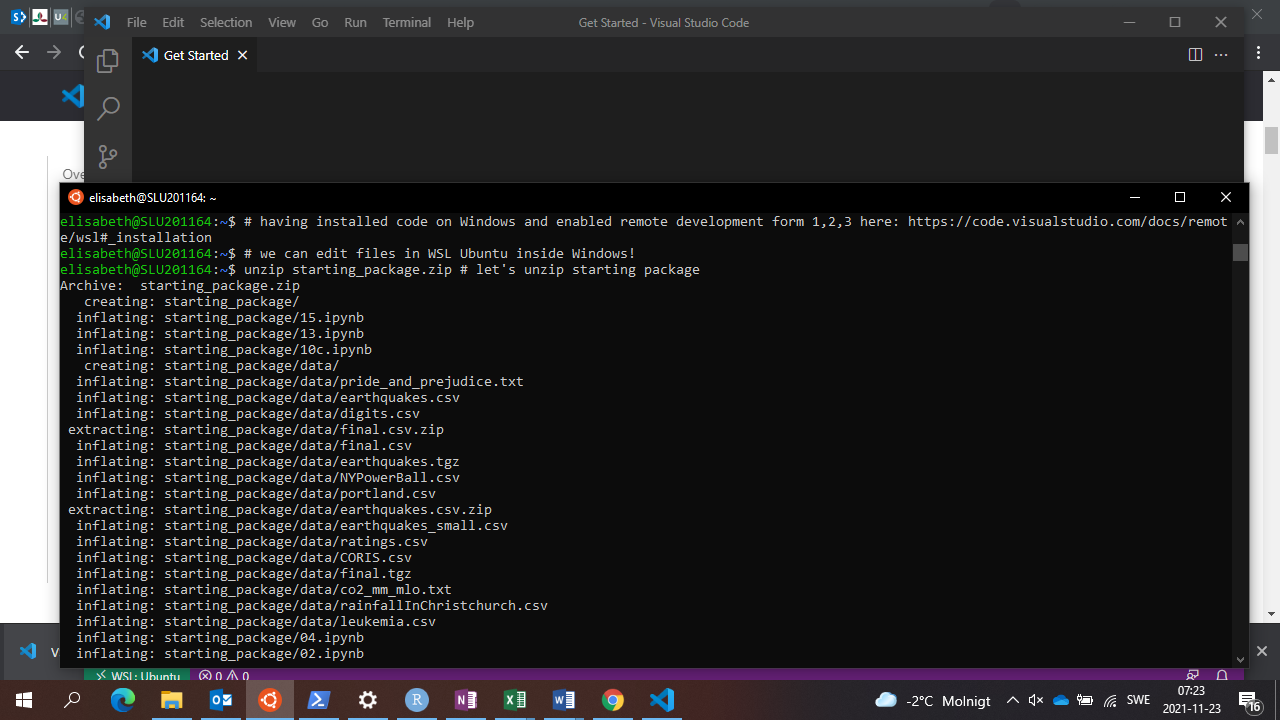 File Edit Selection View Go Run Terminal Help Get Started - Visual Studio Code
Get Started
Ove
elisabeth@SLU201164: ~
elisabeth@SLU201164:~$ # having installed code on Windows and enabled remote development form 1,2,3 here: https://code.visualstudio.com/docs/remot
e/wsl#_installation
elisabeth@SLU201164:~$ # we can edit files in WSL Ubuntu inside Windows!
elisabeth@SLU201164:~$ unzip starting_package.zip # let's unzip starting package
Archive:  starting_package.zip
creating: starting_package/
inflating: starting_package/15.ipynb
inflating: starting_package/13.ipynb
inflating: starting_package/10c.ipynb
creating: starting_package/data/
inflating: starting_package/data/pride_and_prejudice.txt
inflating: starting_package/data/earthquakes.csv
inflating: starting_package/data/digits.csv
extracting: starting_package/data/final.csv.zip
inflating: starting_package/data/final.csv
inflating: starting_package/data/earthquakes.tgz
inflating: starting_package/data/NYPowerBall.csv
inflating: starting_package/data/portland.csv
extracting: starting_package/data/earthquakes.csv.zip
inflating: starting_package/data/earthquakes_small.csv
inflating: starting_package/data/ratings.csv
inflating: starting_package/data/CORIS.csv
inflating: starting_package/data/final.tgz
inflating: starting_package/data/co2_mm_mlo.txt
inflating: starting_package/data/rainfallInChristchurch.csv
inflating: starting_package/data/leukemia.csv
inflating: starting_package/04.ipynb
inflating: starting_package/02.ipynb
V
WSL: Ubuntu 0 0
-2°C Molnigt SWE 07:23
2021-11-23 16